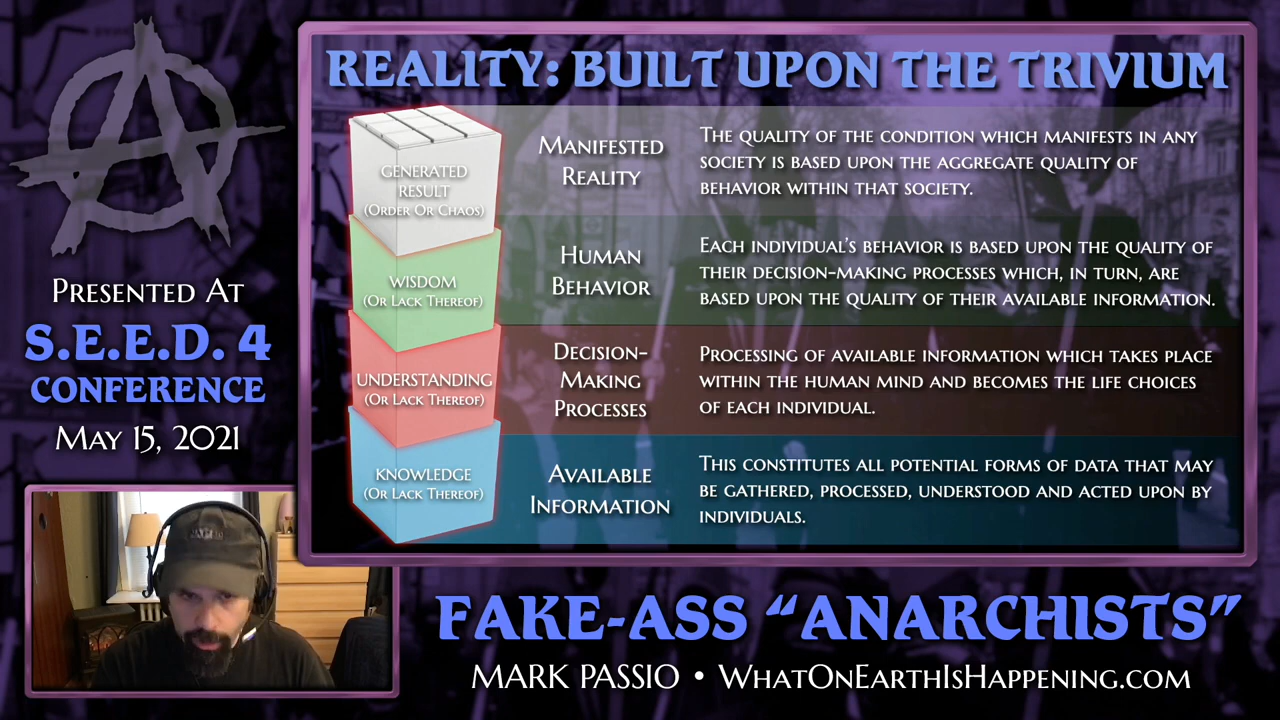 REALITY: BUILT UPON THE TRIVIUM
GENERATED
RESULT
(OR​DER OR CHAOS)
MANIFESTED
REALITY
THE QUALITY OF THE CONDITION WHICH MANIFESTS IN ANY
SOCIETY IS BASED UPON THE AGGREGATE QUALITY OF
BEHAVIOR WITHIN THAT SOCIETY.
WISDOM
(OR LACK THEREOF)
HUMAN
BEHAVIOR
EACH INDIVIDUAL'S BEHAVIOR IS BASED UPON THE QUALITY OF
THEIR DECISION-MAKING PROCESSES WHICH, IN TURN, ARE
BASED UPON THE QUALITY OF THEIR AVAILABLE INFORMATION.
UNDERSTANDING
(OR LACK THEREOF)
DECISION-
MAKING
PROCESSES
PROCESSING OF AVAILABLE INFORMATION WHICH TAKES PLACE
WITHIN THE HUMAN MIND AND BECOMES THE LIFE CHOICES
OF EACH INDIVIDUAL.
KNOWLEDGE
(OR LACK THEREOF)
AVAILABLE
INFORMATION
THIS CONSTITUTES ALL POTENTIAL FORMS OF DATA THAT MAY
BE GATHERED, PROCESSED, UNDERSTOOD AND ACTED UPON BY
INDIVIDUALS.
PRESENTED AT
S.E.E.D. 4
CONFERENCE
MAY 15, 2021
FAKE-ASS “ANARCHISTS”
MARK PASSIO • WHATONEARTHISHAPPENING.COM